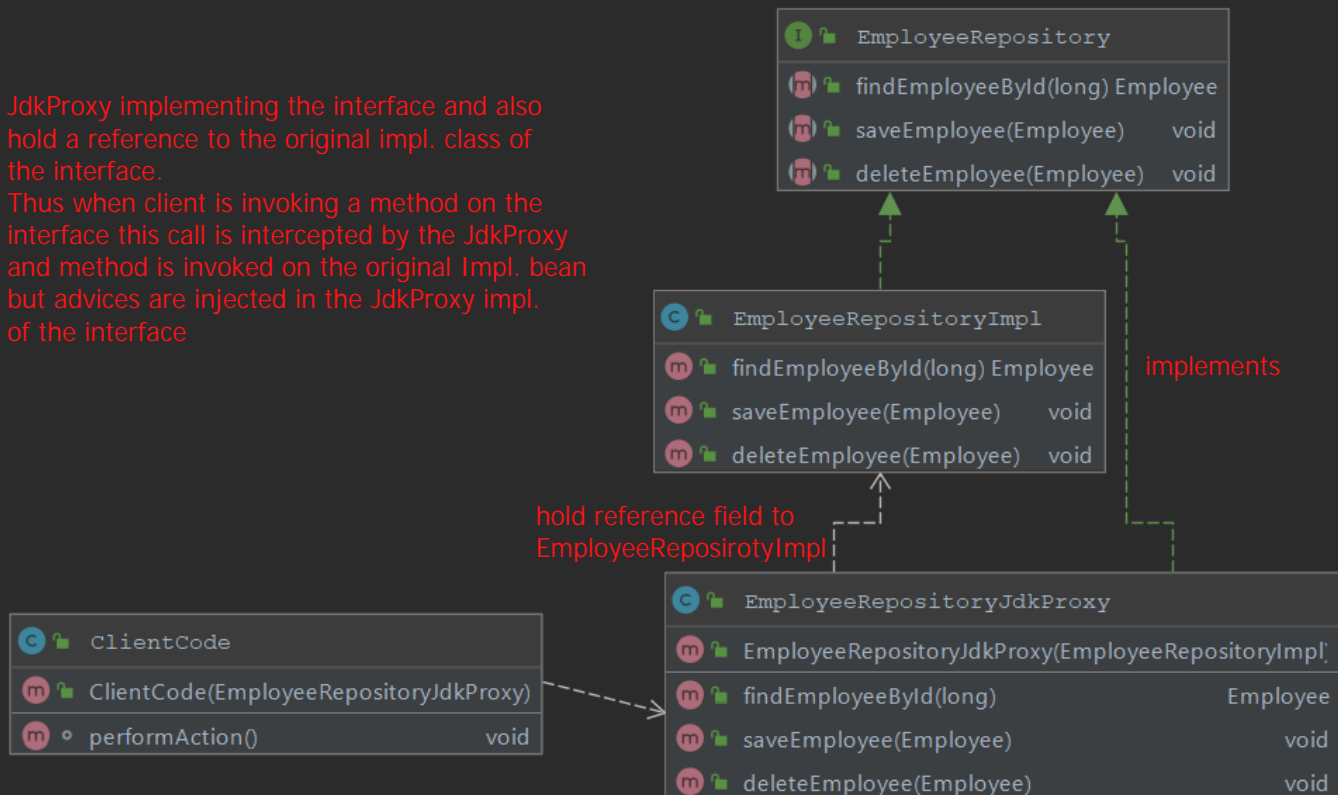 JdkProxy implementing the interface and also
hold a reference to the original impl. class of
the interface.
Thus when client is invoking a method on the
interface this call is intercepted by the JdkProxy
and method is invoked on the original Impl. bean
but advices are injected in the JdkProxy impl.
of the interface
I EmployeeRepository
m findEmployeeById(long) Employee
m saveEmployee(Employee) void
m deleteEmployee(Employee) void
C EmployeeRepositoryImpl
m findEmployeeById(long) Employee
m saveEmployee(Employee) void
m deleteEmployee(Employee) void
implements
hold reference field to
EmployeeReposirotyImpl
C ClientCode
m ClientCode(EmployeeRepositoryJdkProxy)
m performAction() void
C EmployeeRepositoryJdkProxy
m EmployeeRepositoryJdkProxy(EmployeeRepositoryImpl)
m findEmployeeById(long) Employee
m saveEmployee(Employee) void
m deleteEmployee(Employee) void